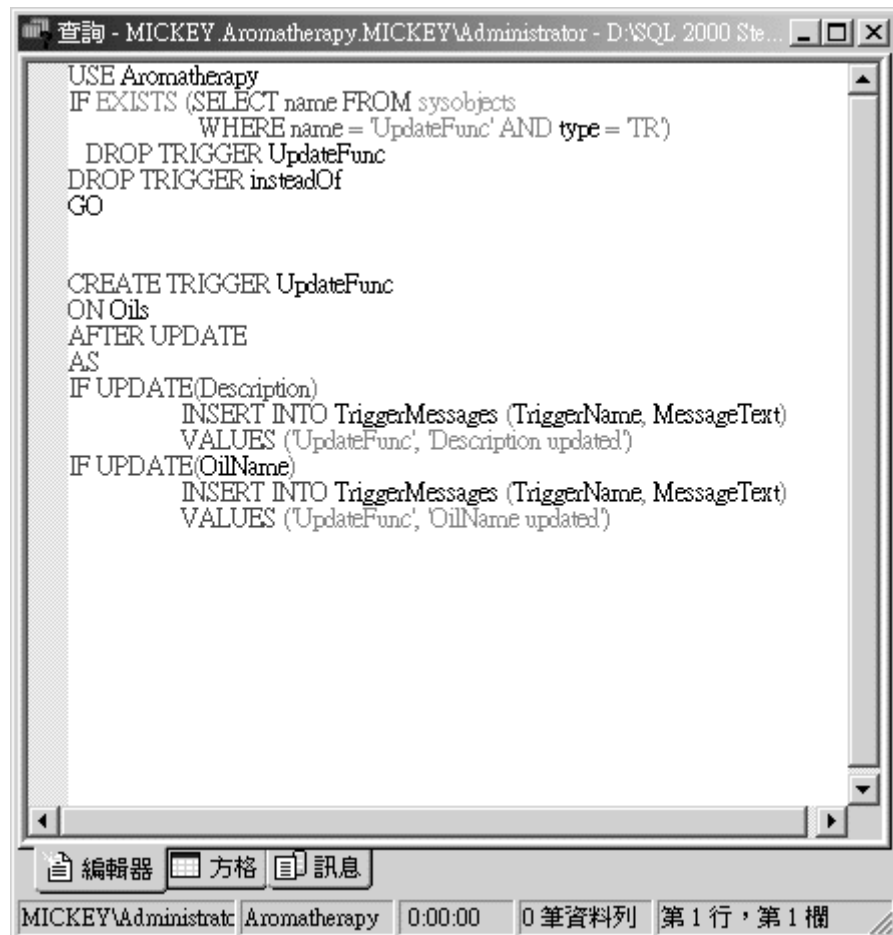 查詢 - MICKEY.Aromatherapy.MICKEY\Administrator - D:\SQL 2000 Ste...
USE Aromatherapy
IF EXISTS (SELECT name FROM sysobjects
WHERE name = 'UpdateFunc' AND type = 'TR')
DROP TRIGGER UpdateFunc
DROP TRIGGER insteadOf
GO
CREATE TRIGGER UpdateFunc
ON Oils
AFTER UPDATE
AS
IF UPDATE(Description)
INSERT INTO TriggerMessages (TriggerName, MessageText)
VALUES ('UpdateFunc', 'Description updated')
IF UPDATE(OilName)
INSERT INTO TriggerMessages (TriggerName, MessageText)
VALUES ('UpdateFunc', 'OilName updated')
編輯器 方格 訊息
MICKEY\Administratc Aromatherapy 0:00:00 0 筆資料列 第 1 行，第 1 欄